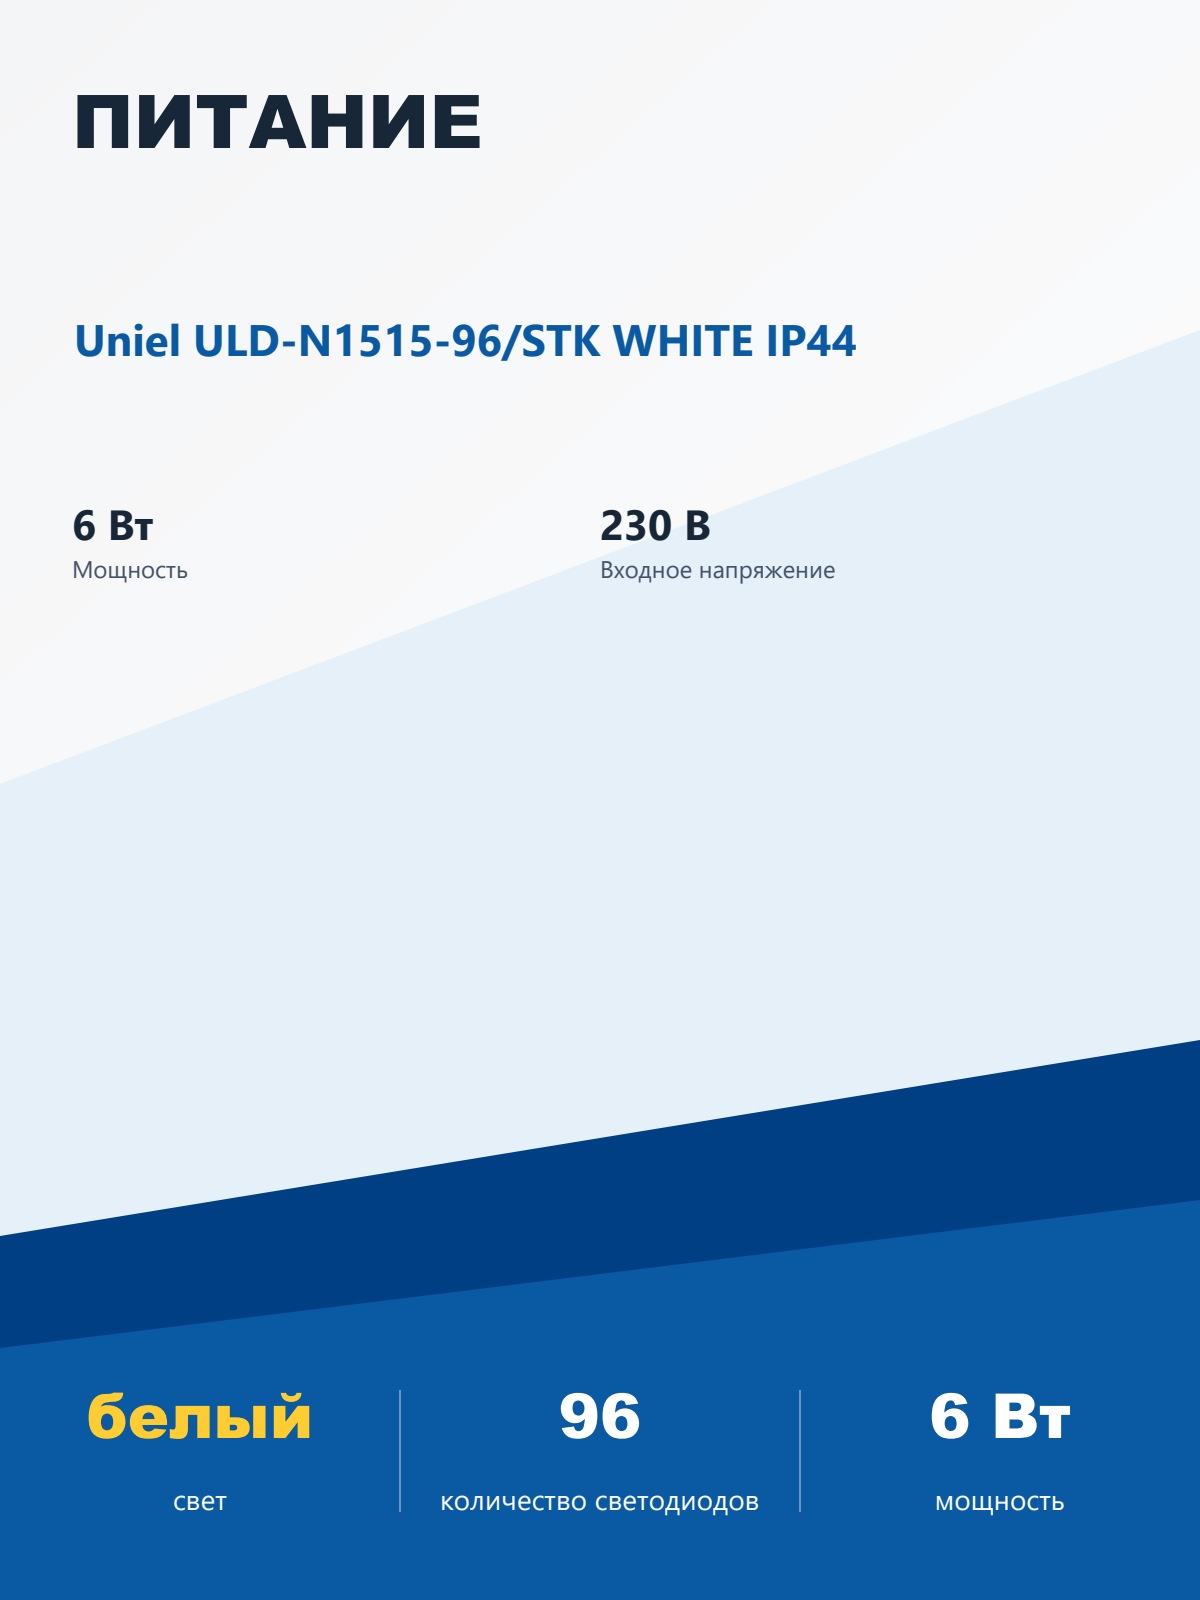 ПИТАНИЕ
Uniel ULD-N1515-96/STK WHITE IP44
6 Вт
Мощность
230 В
Входное напряжение
белый
свет
96
количество светодиодов
6 Вт
мощность